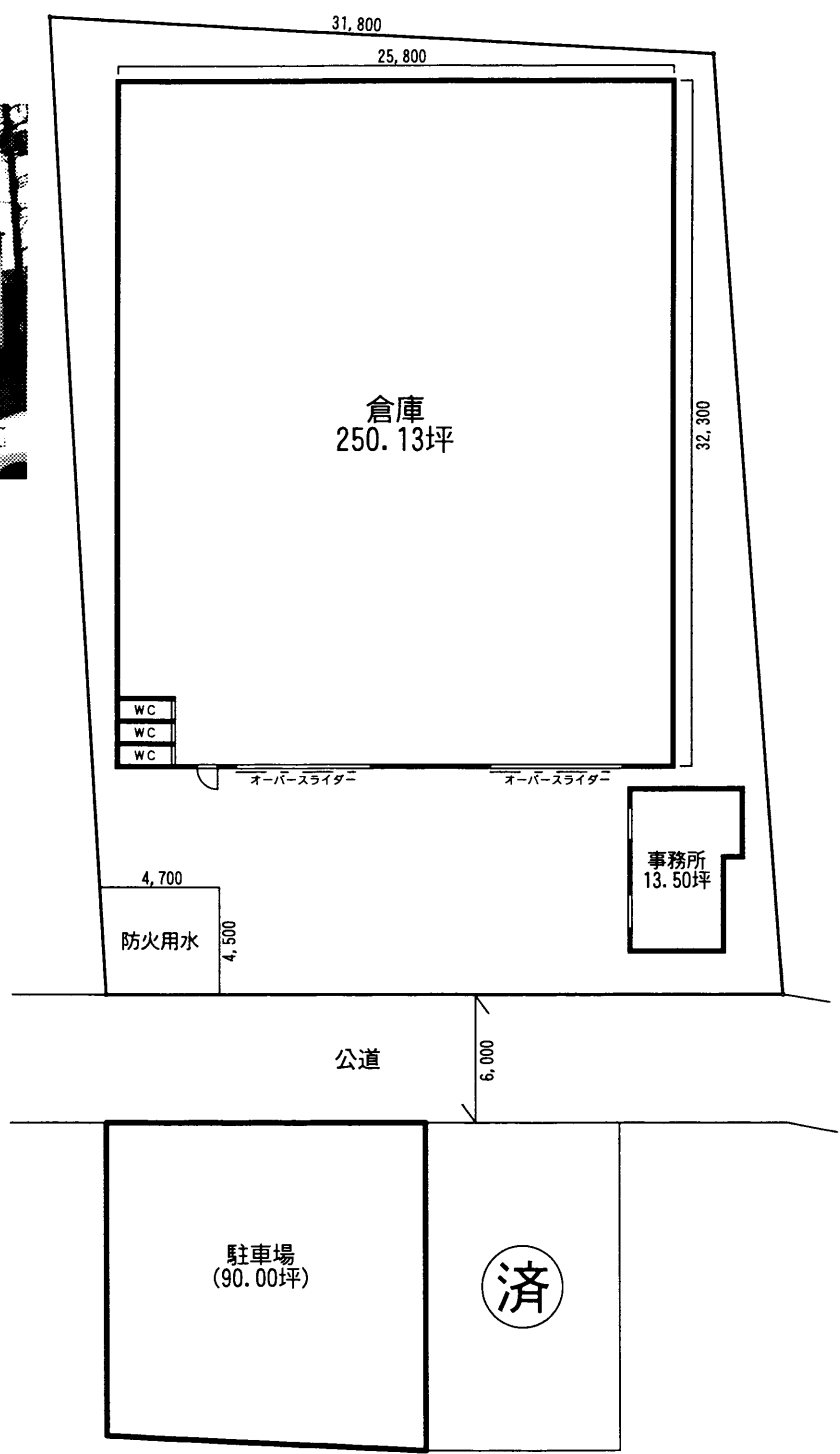 31,800
25,800
倉庫
250.13坪
32,300
WC
WC
WC
オーバースライダー
オーバースライダー
事務所
13.50坪
4,700
防火用水
4,500
公道
6,000
駐車場
(90.00坪)
済